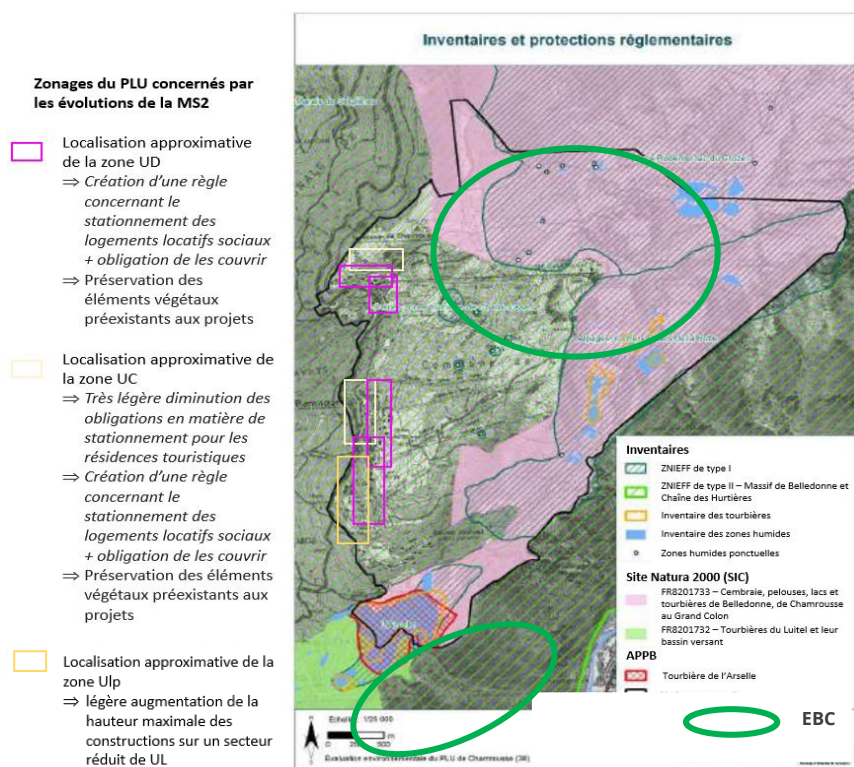 Inventaires et protections réglementaires
Zonages du PLU concernés par
les évolutions de la MS2
Localisation approximative
de la zone UD
⇒ Création d'une règle
concernant le
stationnement des
logements locatifs sociaux
+ obligation de les couvrir
⇒ Préservation des
éléments végétaux
préexistants aux projets
Localisation approximative de
la zone UC
⇒ Très légère diminution des
obligations en matière de
stationnement pour les
résidences touristiques
⇒ Création d'une règle
concernant le
stationnement des
logements locatifs sociaux
+ obligation de les couvrir
⇒ Préservation des éléments
végétaux préexistants aux
projets
Localisation approximative de la
zone Ulp
⇒ légère augmentation de la
hauteur maximale des
constructions sur un secteur
réduit de UL
Inventaires
ZNIEFF de type I
ZNIEFF de type II – Massif de Belledonne et
Chaîne des Hurtières
Inventaire des tourbières
Inventaire des zones humides
Zones humides ponctuelles
Site Natura 2000 (SIC)
FR8201733 – Cembraie, pelouses, lacs et
tourbières de Belledonne, de Chamrousse
au Grand Colon
FR8201732 – Tourbières du Luitel et leur
bassin versant
APPB
Tourbière de l'Arselle
EBC
Echelle : 1/25 000
0 250 500 m
Évaluation environnementale du PLU de Chamrousse (38)